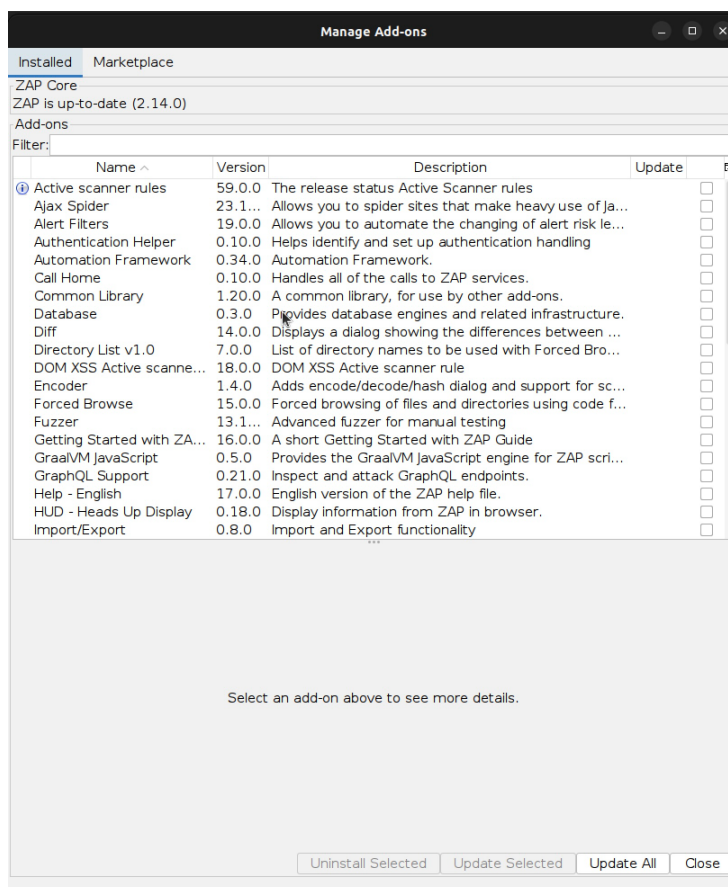 Manage Add-ons
Installed Marketplace
ZAP Core
ZAP is up-to-date (2.14.0)
Add-ons
Filter:
Name Version Description Update
Active scanner rules 59.0.0 The release status Active Scanner rules
Ajax Spider 23.1... Allows you to spider sites that make heavy use of Ja...
Alert Filters 19.0.0 Allows you to automate the changing of alert risk le...
Authentication Helper 0.10.0 Helps identify and set up authentication handling
Automation Framework 0.34.0 Automation Framework.
Call Home 0.10.0 Handles all of the calls to ZAP services.
Common Library 1.20.0 A common library, for use by other add-ons.
Database 0.3.0 Provides database engines and related infrastructure.
Diff 14.0.0 Displays a dialog showing the differences between ...
Directory List v1.0 7.0.0 List of directory names to be used with Forced Bro...
DOM XSS Active scanne... 18.0.0 DOM XSS Active scanner rule
Encoder 1.4.0 Adds encode/decode/hash dialog and support for sc...
Forced Browse 15.0.0 Forced browsing of files and directories using code f...
Fuzzer 13.1... Advanced fuzzer for manual testing
Getting Started with ZA... 16.0.0 A short Getting Started with ZAP Guide
GraalVM JavaScript 0.5.0 Provides the GraalVM JavaScript engine for ZAP scri...
GraphQL Support 0.21.0 Inspect and attack GraphQL endpoints.
Help - English 17.0.0 English version of the ZAP help file.
HUD - Heads Up Display 0.18.0 Display information from ZAP in browser.
Import/Export 0.8.0 Import and Export functionality
Select an add-on above to see more details.
Uninstall Selected Update Selected Update All Close